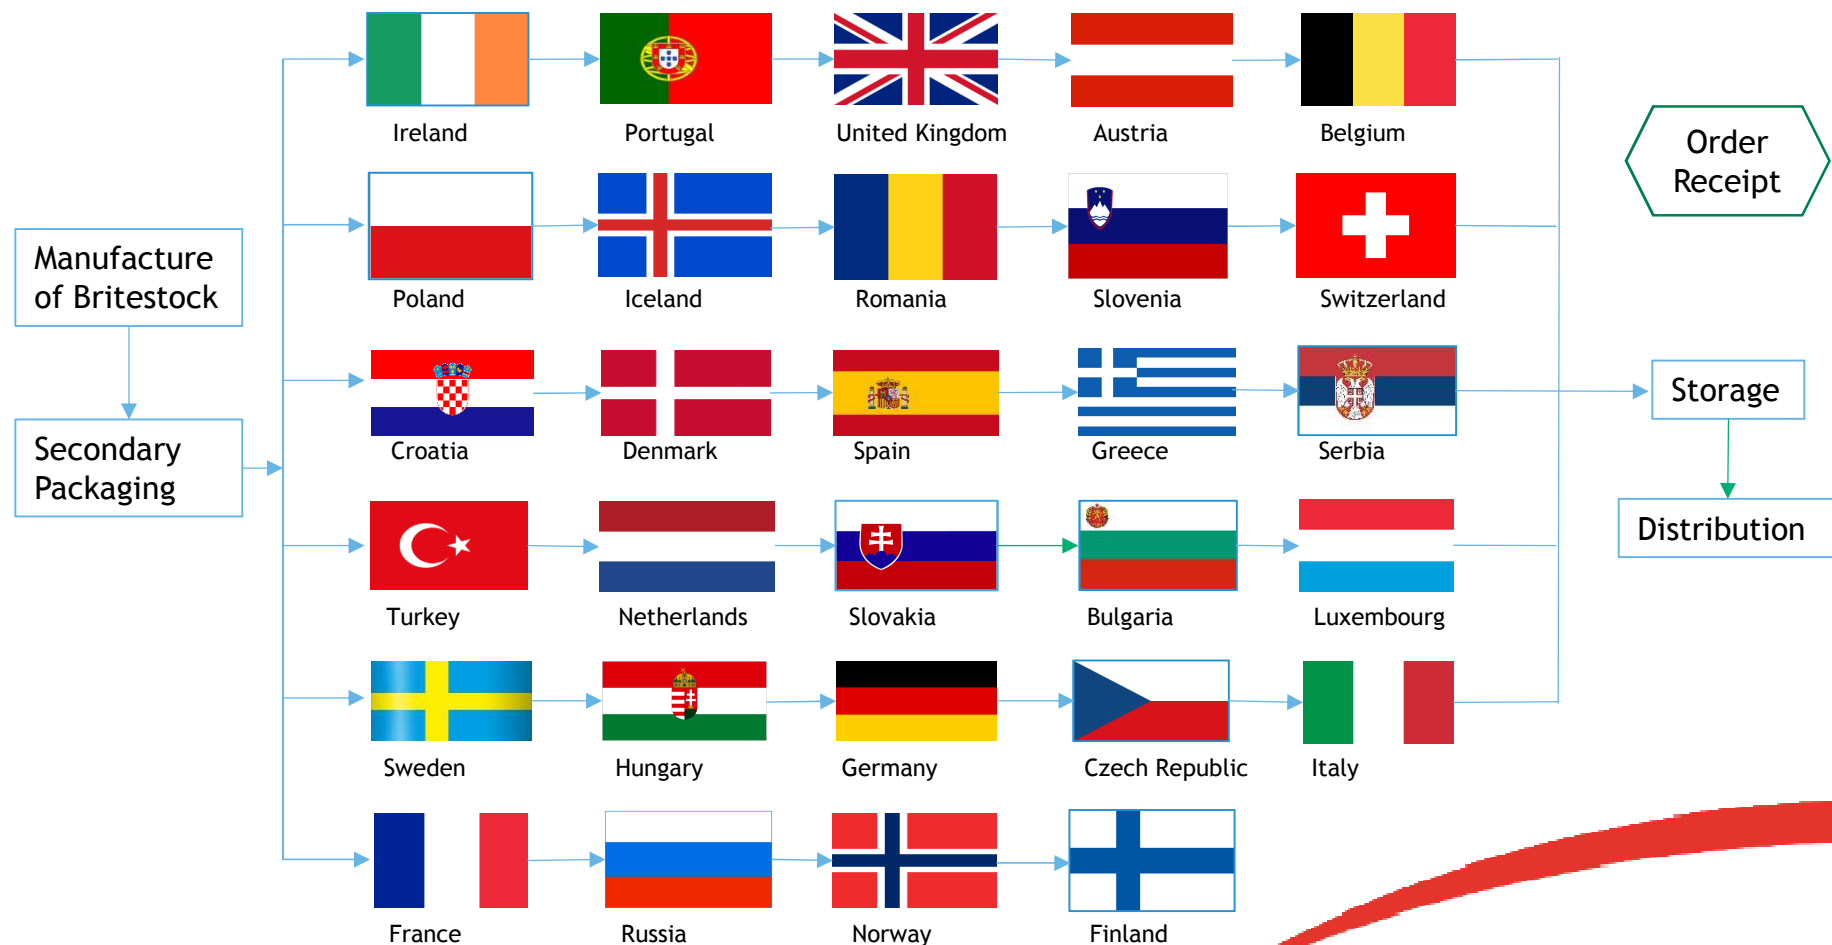 Ireland
Portugal
United Kingdom
Austria
Belgium
Order
Receipt
Manufacture
of Britestock
Poland
Iceland
Romania
Slovenia
Switzerland
Secondary
Packaging
Croatia
Denmark
Spain
Greece
Serbia
Storage
Distribution
Turkey
Netherlands
Slovakia
Bulgaria
Luxembourg
Sweden
Hungary
Germany
Czech Republic
Italy
France
Russia
Norway
Finland